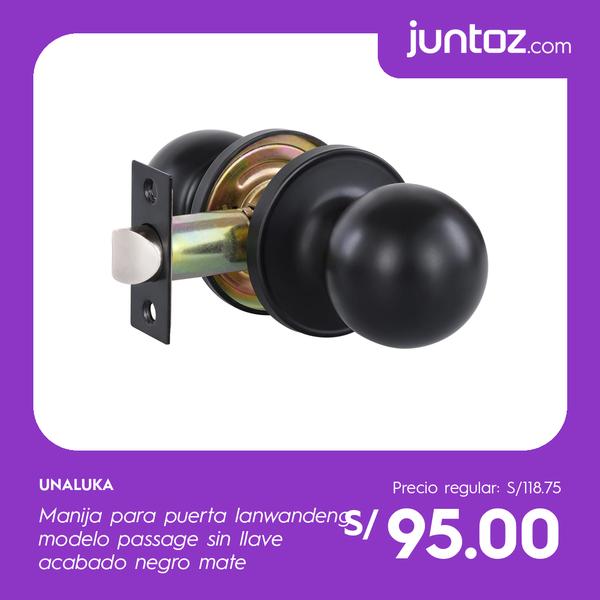 juntoz.com
UNALUKA
Manija para puerta lanwandeng
modelo passage sin llave
acabado negro mate
Precio regular: S/118.75
S/ 95.00